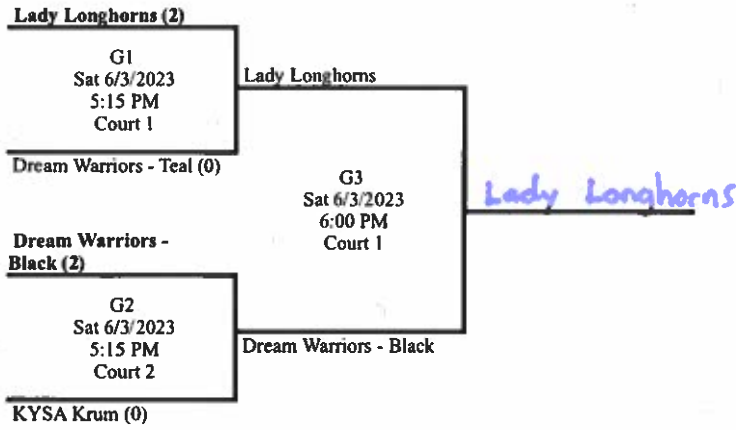 Lady Longhorns (2)
G1
Sat 6/3/2023
5:15 PM
Court 1
Dream Warriors - Teal (0)
Lady Longhorns
G3
Sat 6/3/2023
6:00 PM
Court 1
Lady Longhorns
Dream Warriors -
Black (2)
G2
Sat 6/3/2023
5:15 PM
Court 2
KYSA Krum (0)
Dream Warriors - Black